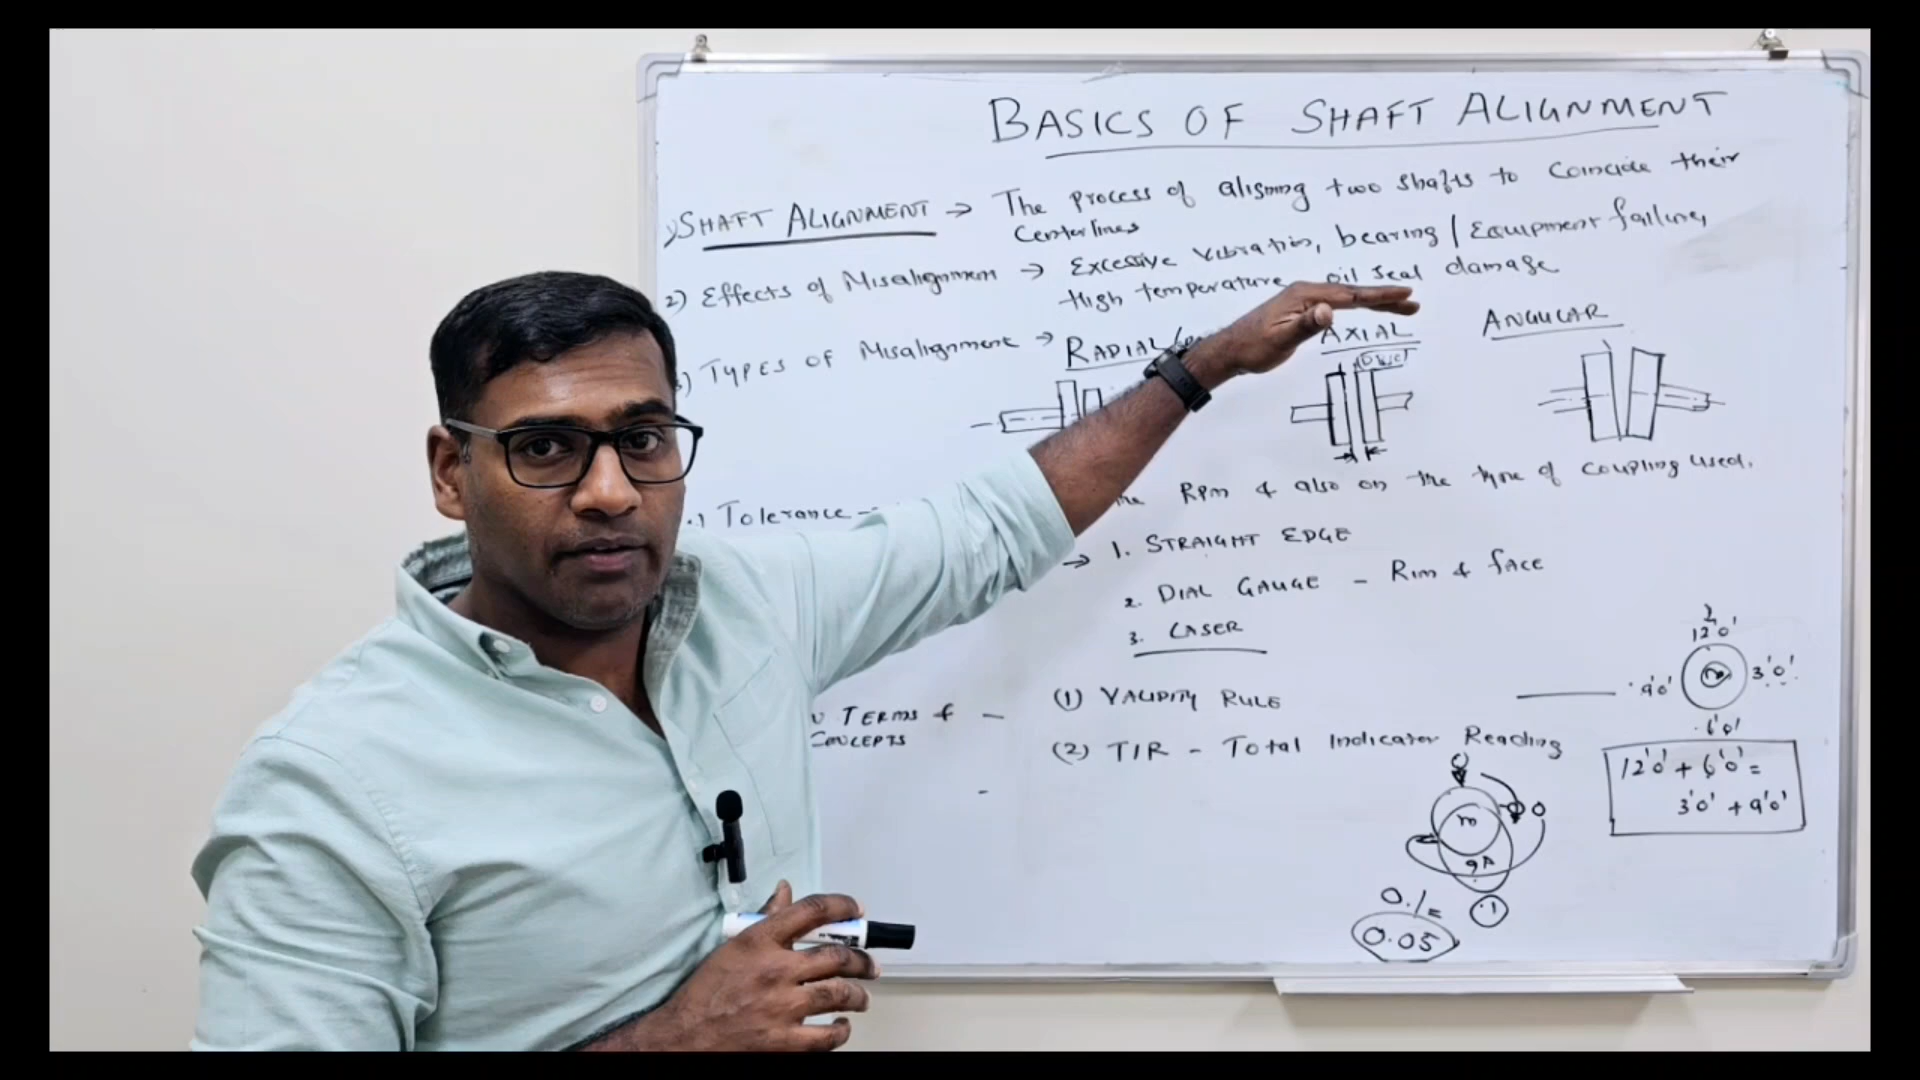 BASICS OF SHAFT ALIGNMENT
1) SHAFT ALIGNMENT → The process of aligning two shafts to coincide their
centerlines
2) Effects of Misalignment → Excessive vibration, bearing / Equipment failure,
High temperature oil seal damage
3) TYPES OF Misalignment → RADIAL / AXIAL ANGULAR
DBSE
Tolerance - the RPM & also on the type of coupling used.
→ 1. STRAIGHT EDGE
2. DIAL GAUGE - RIM & FACE
3. LASER
TERMS & - (1) VALIDITY RULE
CONCEPTS
(2) TIR - Total Indicator Reading
-
12'0'
9'0' m 3'0'
6'0'
12'0' + 6'0' =
3'0' + 9'0'
0
m 0
0.1=
0.05